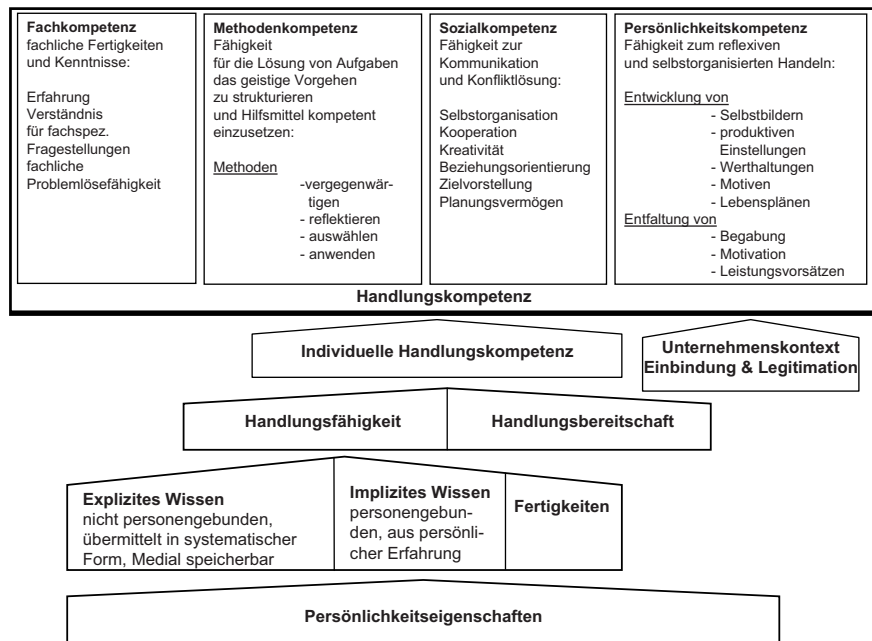 Fachkompetenz
fachliche Fertigkeiten
und Kenntnisse:
Erfahrung
Verständnis
für fachspez.
Fragestellungen
fachliche
Problemlösefähigkeit
Methodenkompetenz
Fähigkeit
für die Lösung von Aufgaben
das geistige Vorgehen
zu strukturieren
und Hilfsmittel kompetent
einzusetzen:
Methoden
-vergegenwär-
tigen
- reflektieren
- auswählen
- anwenden
Sozialkompetenz
Fähigkeit zur
Kommunikation
und Konfliktlösung:
Selbstorganisation
Kooperation
Kreativität
Beziehungsorientierung
Zielvorstellung
Planungsvermögen
Persönlichkeitskompetenz
Fähigkeit zum reflexiven
und selbstorganisierten Handeln:
Entwicklung von
- Selbstbildern
- produktiven
Einstellungen
- Werthaltungen
- Motiven
- Lebensplänen
Entfaltung von
- Begabung
- Motivation
- Leistungsvorsätzen
Handlungskompetenz
Individuelle Handlungskompetenz
Unternehmenskontext
Einbindung & Legitimation
Handlungsfähigkeit
Handlungsbereitschaft
Explizites Wissen
nicht personengebunden,
übermittelt in systematischer
Form, Medial speicherbar
Implizites Wissen
personengebun-
den, aus persönli-
cher Erfahrung
Fertigkeiten
Persönlichkeitseigenschaften